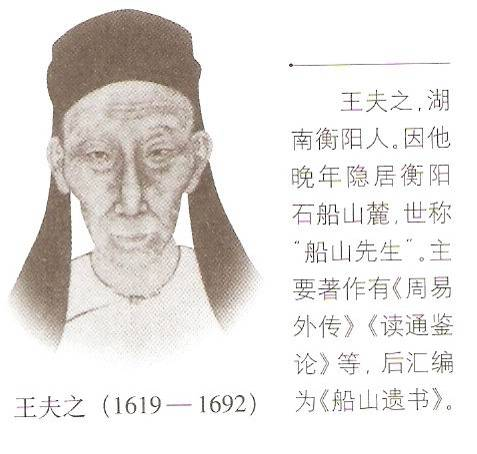 王夫之,湖
南衡阳人。因他
晚年隐居衡阳
石船山麓,世称
“船山先生”。主
要著作有《周易
外传》《读通鉴
论》等,后汇编
为《船山遗书》。
王夫之(1619—1692)